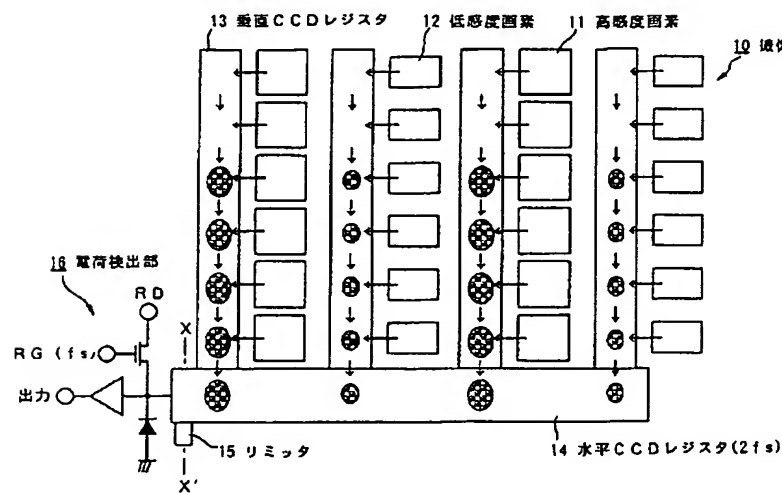 13 垂直CCDレジスタ
12 低感度画素
11 高感度画素
10 撮像
16 電荷検出部
RD
X
RG (fs)
出力
15 リミッタ
X'
14 水平CCDレジスタ(2fs)